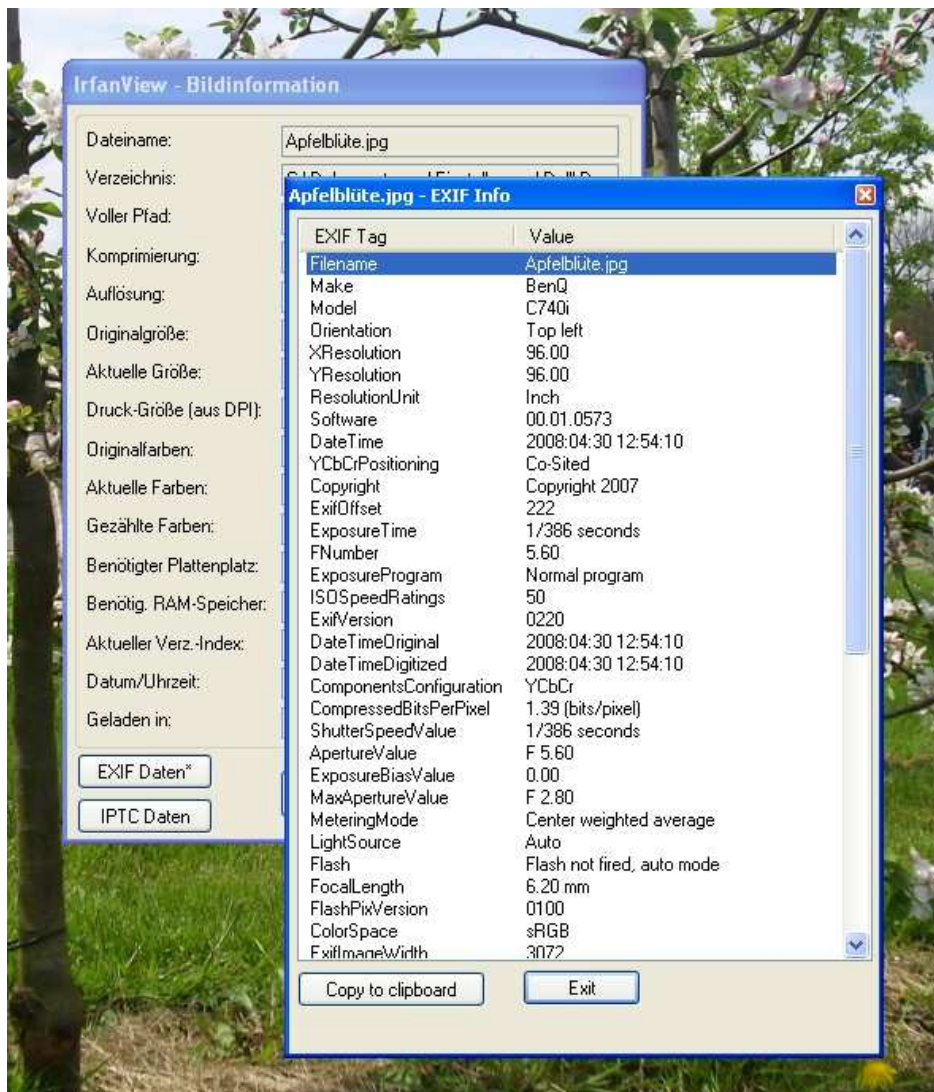 IrfanView - Bildinformation
Dateiname: Apfelblüte.jpg
Verzeichnis:
Voller Pfad:
Komprimierung:
Auflösung:
Originalgröße:
Aktuelle Größe:
Druck-Größe (aus DPI):
Originalfarben:
Aktuelle Farben:
Gezählte Farben:
Benötigter Plattenplatz:
Benötig. RAM-Speicher:
Aktueller Verz.-Index:
Datum/Uhrzeit:
Geladen in:
EXIF Daten*
IPTC Daten
Apfelblüte.jpg - EXIF Info
EXIF Tag Value
Filename Apfelblüte.jpg
Make BenQ
Model C740i
Orientation Top left
XResolution 96.00
YResolution 96.00
ResolutionUnit Inch
Software 00.01.0573
DateTime 2008:04:30 12:54:10
YCbCrPositioning Co-Sited
Copyright Copyright 2007
ExifOffset 222
ExposureTime 1/386 seconds
FNumber 5.60
ExposureProgram Normal program
ISOSpeedRatings 50
ExifVersion 0220
DateTimeOriginal 2008:04:30 12:54:10
DateTimeDigitized 2008:04:30 12:54:10
ComponentsConfiguration YCbCr
CompressedBitsPerPixel 1.39 (bits/pixel)
ShutterSpeedValue 1/386 seconds
ApertureValue F 5.60
ExposureBiasValue 0.00
MaxApertureValue F 2.80
MeteringMode Center weighted average
LightSource Auto
Flash Flash not fired, auto mode
FocalLength 6.20 mm
FlashPixVersion 0100
ColorSpace sRGB
ExifImageWidth 3072
Copy to clipboard
Exit